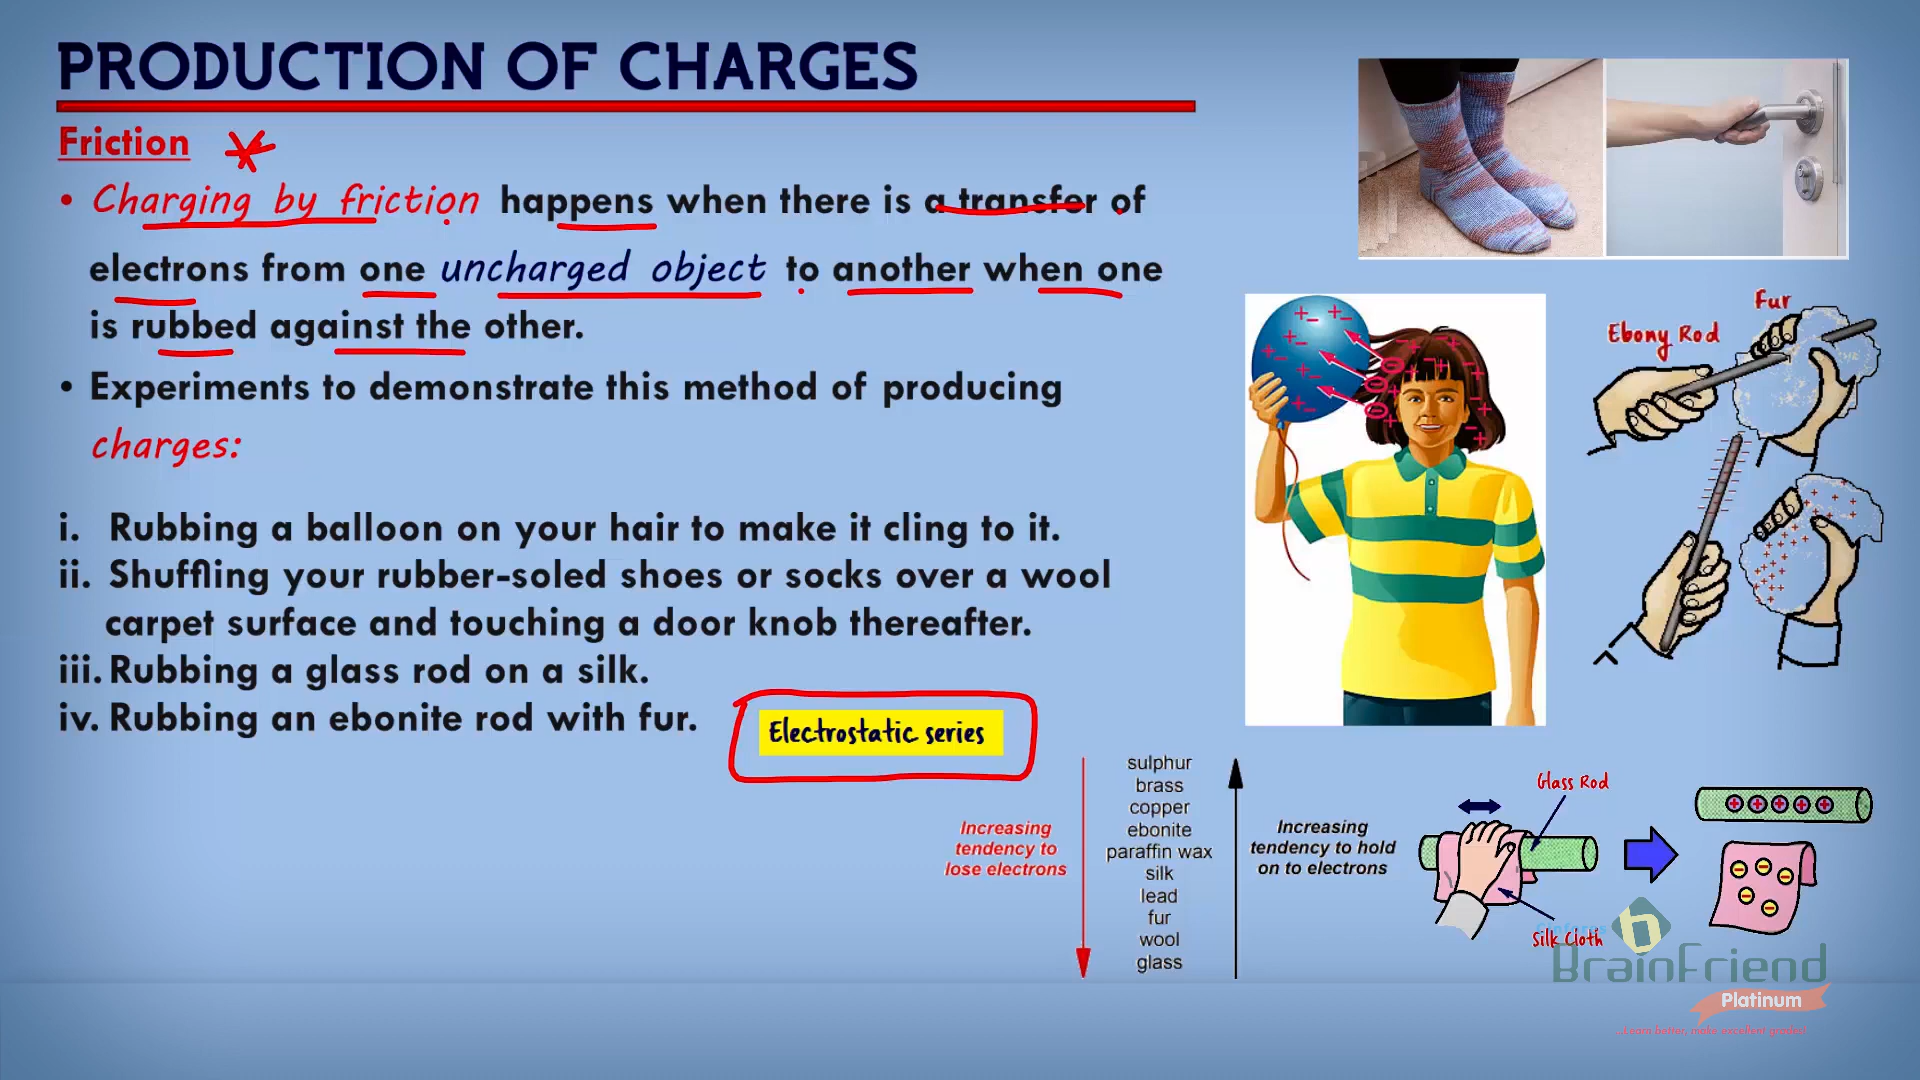 PRODUCTION OF CHARGES
Friction
• Charging by friction happens when there is a transfer of
electrons from one uncharged object to another when one
is rubbed against the other.
• Experiments to demonstrate this method of producing
charges:
i. Rubbing a balloon on your hair to make it cling to it.
ii. Shuffling your rubber-soled shoes or socks over a wool
carpet surface and touching a door knob thereafter.
iii. Rubbing a glass rod on a silk.
iv. Rubbing an ebonite rod with fur.
Electrostatic series
Increasing
tendency to
lose electrons
sulphur
brass
copper
ebonite
paraffin wax
silk
lead
fur
wool
glass
Increasing
tendency to hold
on to electrons
Fur
Ebony Rod
Glass Rod
Silk Cloth
BrainFriend
Platinum
...Learn better, make excellent grades!